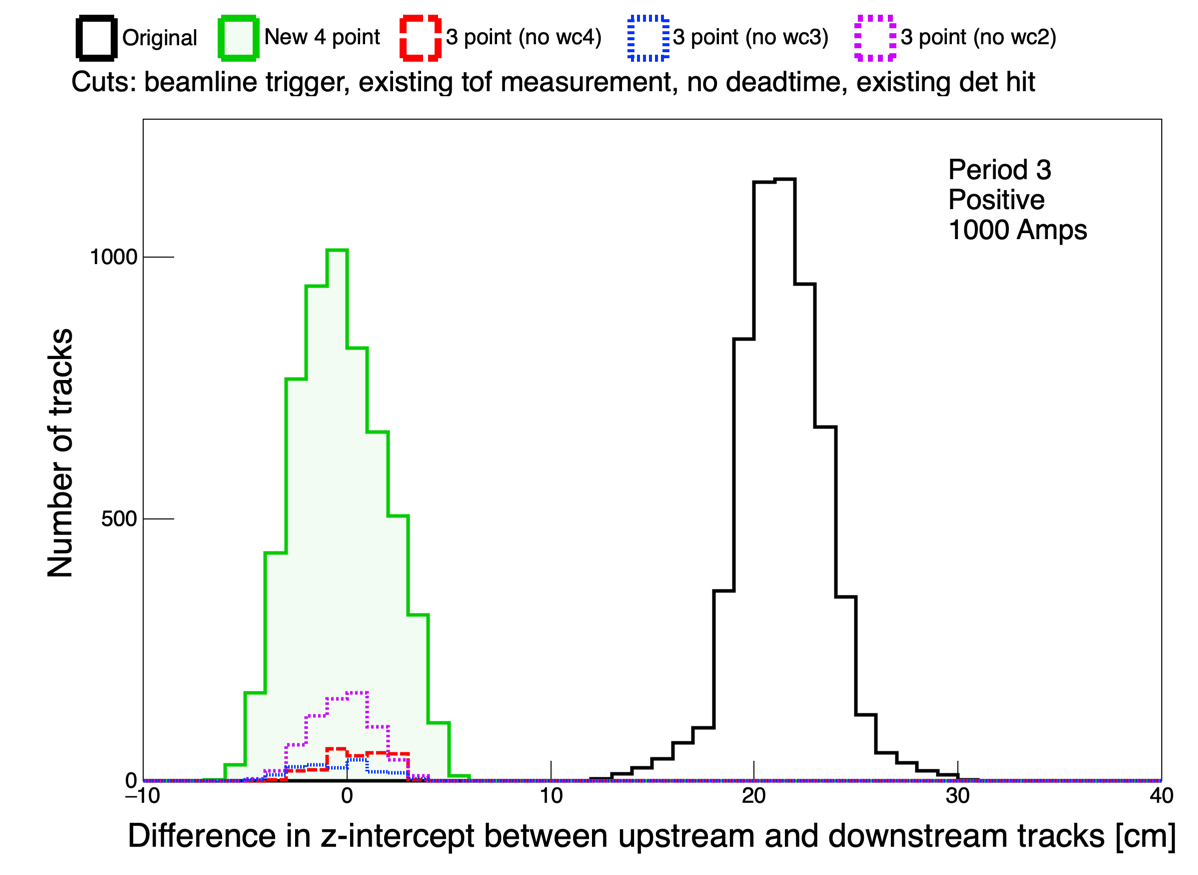 Original New 4 point 3 point (no wc4) 3 point (no wc3) 3 point (no wc2)
Cuts: beamline trigger, existing tof measurement, no deadtime, existing det hit
Period 3
Positive
1000 Amps
Number of tracks
1000
500
0
−10 0 10 20 30 40
Difference in z-intercept between upstream and downstream tracks [cm]